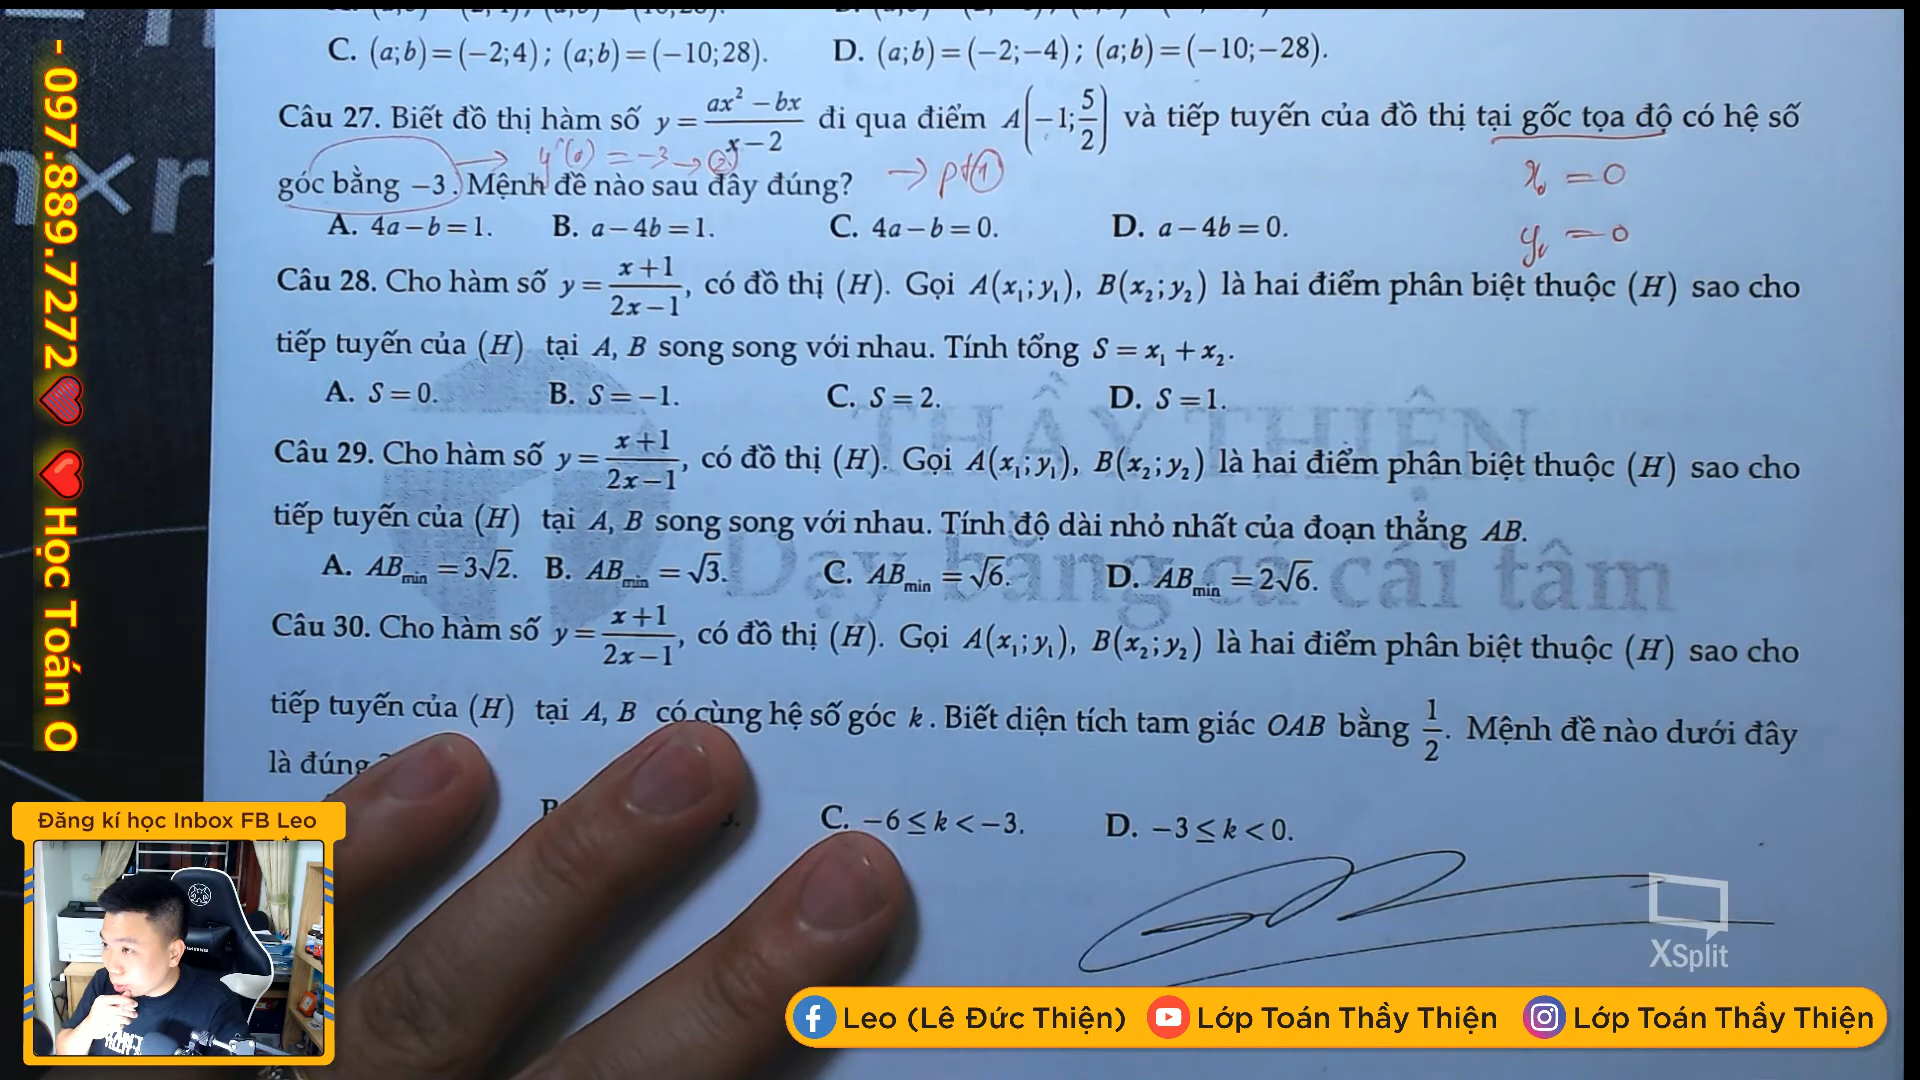 C. (a;b)=(−2;4); (a;b)=(−10;28). D. (a;b)=(−2;−4); (a;b)=(−10;−28).
Câu 27. Biết đồ thị hàm số y = (ax² − bx)/(x − 2) đi qua điểm A(−1; 5/2) và tiếp tuyến của đồ thị tại gốc tọa độ có hệ số
góc bằng −3. Mệnh đề nào sau đây đúng?
y'(0) = −3 → (2)
→ pt (1)
x₀ = 0
y₀ = 0
A. 4a − b = 1. B. a − 4b = 1. C. 4a − b = 0. D. a − 4b = 0.
Câu 28. Cho hàm số y = (x+1)/(2x−1), có đồ thị (H). Gọi A(x₁; y₁), B(x₂; y₂) là hai điểm phân biệt thuộc (H) sao cho
tiếp tuyến của (H) tại A, B song song với nhau. Tính tổng S = x₁ + x₂.
A. S = 0. B. S = −1. C. S = 2. D. S = 1.
Câu 29. Cho hàm số y = (x+1)/(2x−1), có đồ thị (H). Gọi A(x₁; y₁), B(x₂; y₂) là hai điểm phân biệt thuộc (H) sao cho
tiếp tuyến của (H) tại A, B song song với nhau. Tính độ dài nhỏ nhất của đoạn thẳng AB.
A. ABmin = 3√2. B. ABmin = √3. C. ABmin = √6. D. ABmin = 2√6.
Câu 30. Cho hàm số y = (x+1)/(2x−1), có đồ thị (H). Gọi A(x₁; y₁), B(x₂; y₂) là hai điểm phân biệt thuộc (H) sao cho
tiếp tuyến của (H) tại A, B có cùng hệ số góc k. Biết diện tích tam giác OAB bằng 1/2. Mệnh đề nào dưới đây
là đúng
C. −6 ≤ k < −3. D. −3 ≤ k < 0.
THẦY THIỆN
Dạy bằng cả cái tâm
- 097.889.7272 Học Toán O
Đăng kí học Inbox FB Leo
XSplit
Leo (Lê Đức Thiện) Lớp Toán Thầy Thiện Lớp Toán Thầy Thiện